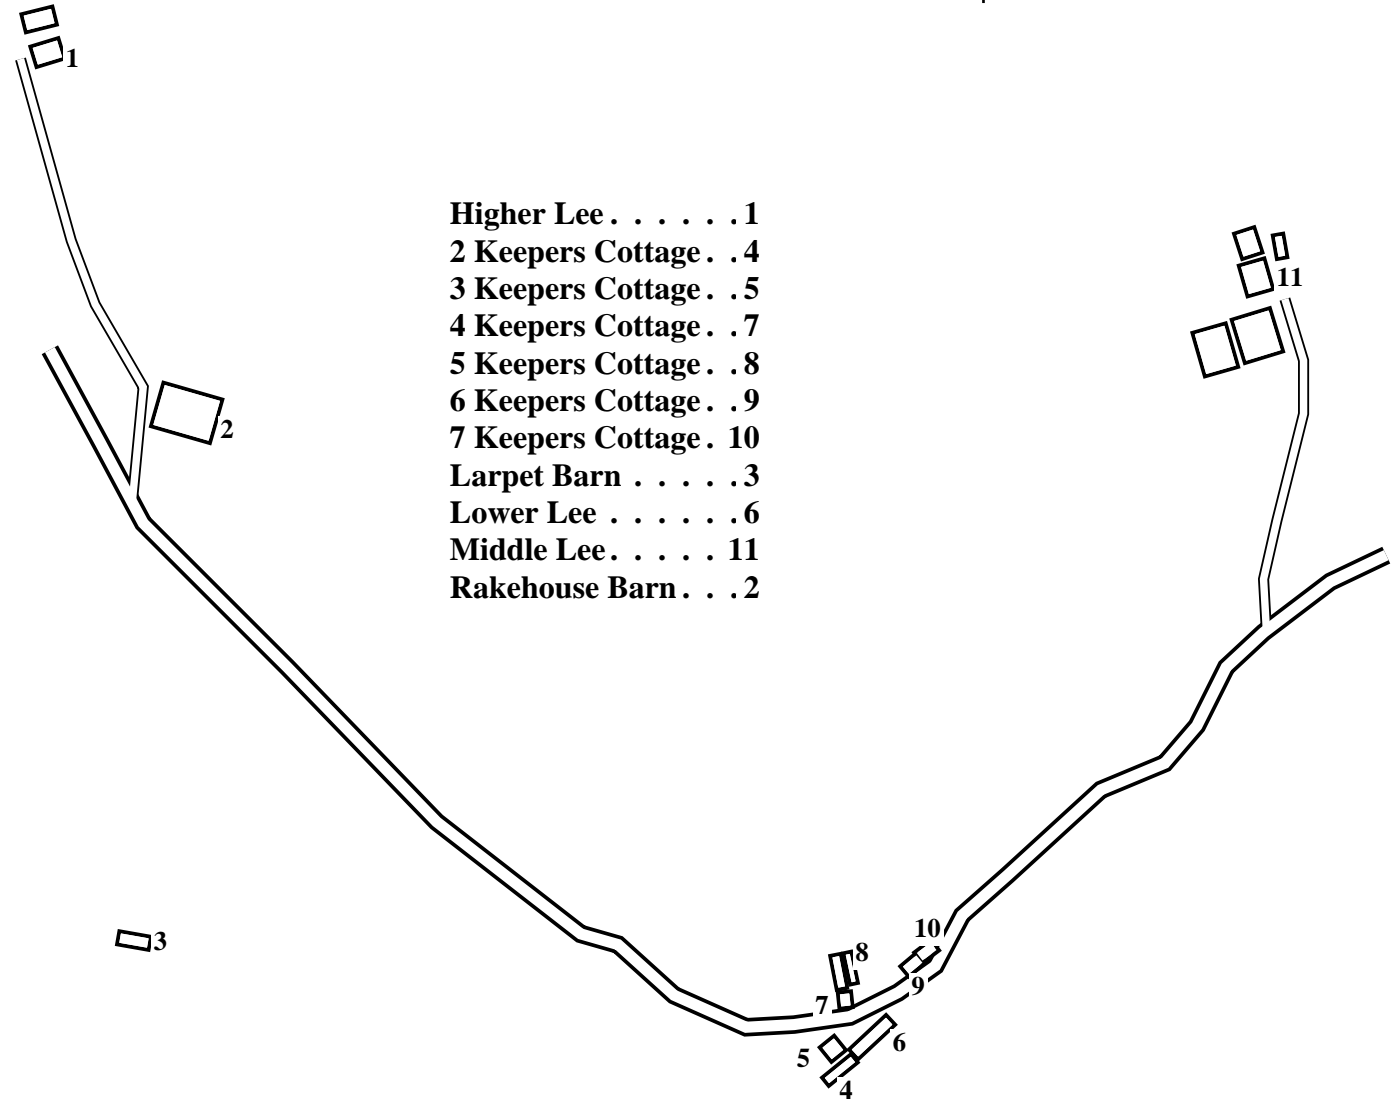 1
Higher Lee . . . . . . 1
2 Keepers Cottage . . 4
3 Keepers Cottage . . 5
4 Keepers Cottage . . 7
5 Keepers Cottage . . 8
6 Keepers Cottage . . 9
7 Keepers Cottage . 10
Larpet Barn . . . . . 3
Lower Lee . . . . . . 6
Middle Lee . . . . . 11
Rakehouse Barn . . . 2
11
2
3
10
8
9
7
6
5
4